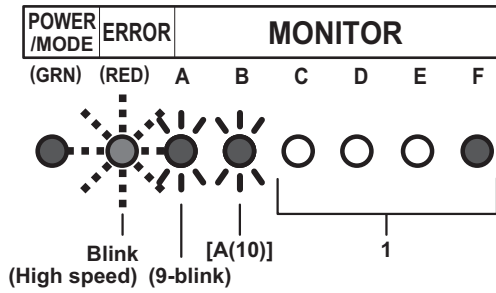 POWER /MODE ERROR MONITOR
(GRN) (RED) A B C D E F
Blink (High speed) (9-blink) [A(10)] 1